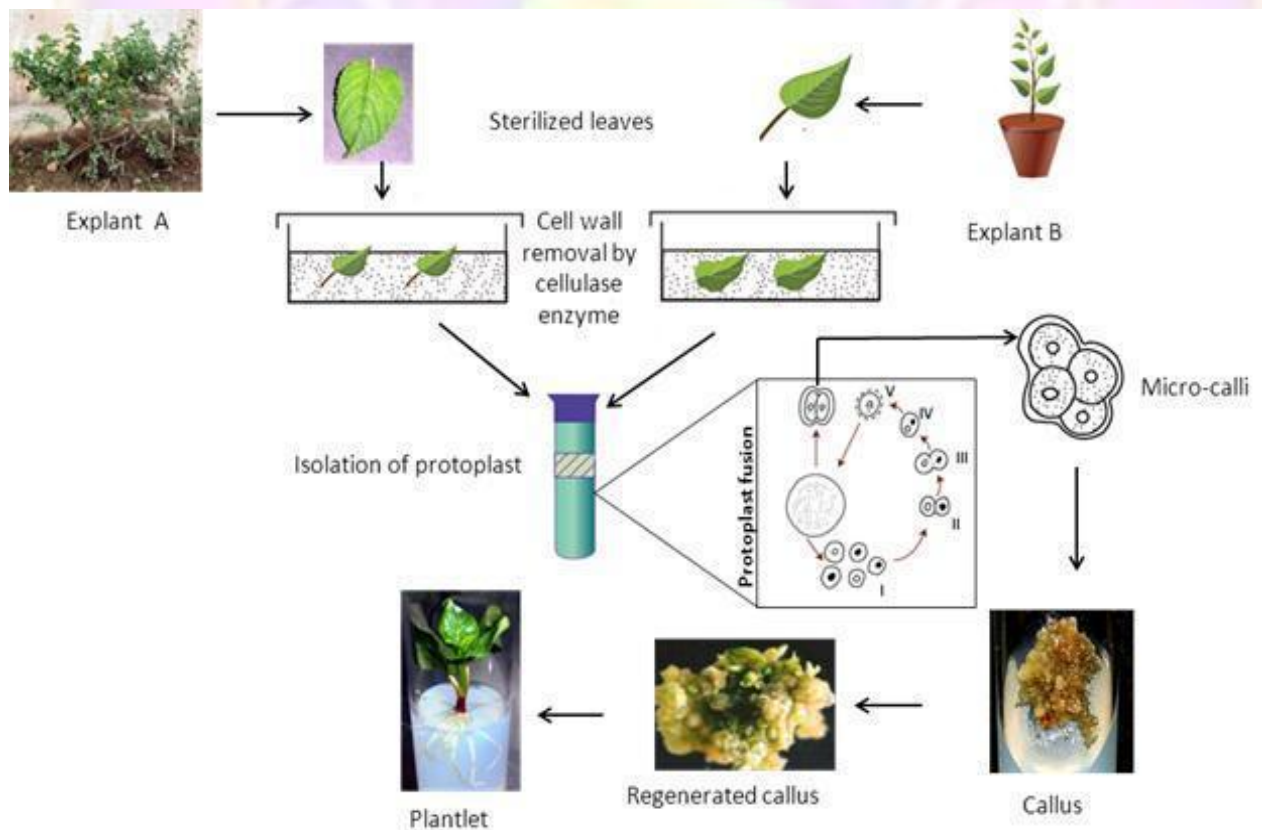 Sterilized leaves
Explant A
Cell wall
removal by
cellulase
enzyme
Explant B
Micro-calli
Isolation of protoplast
Protoplast fusion
V
IV
III
II
I
Plantlet
Regenerated callus
Callus